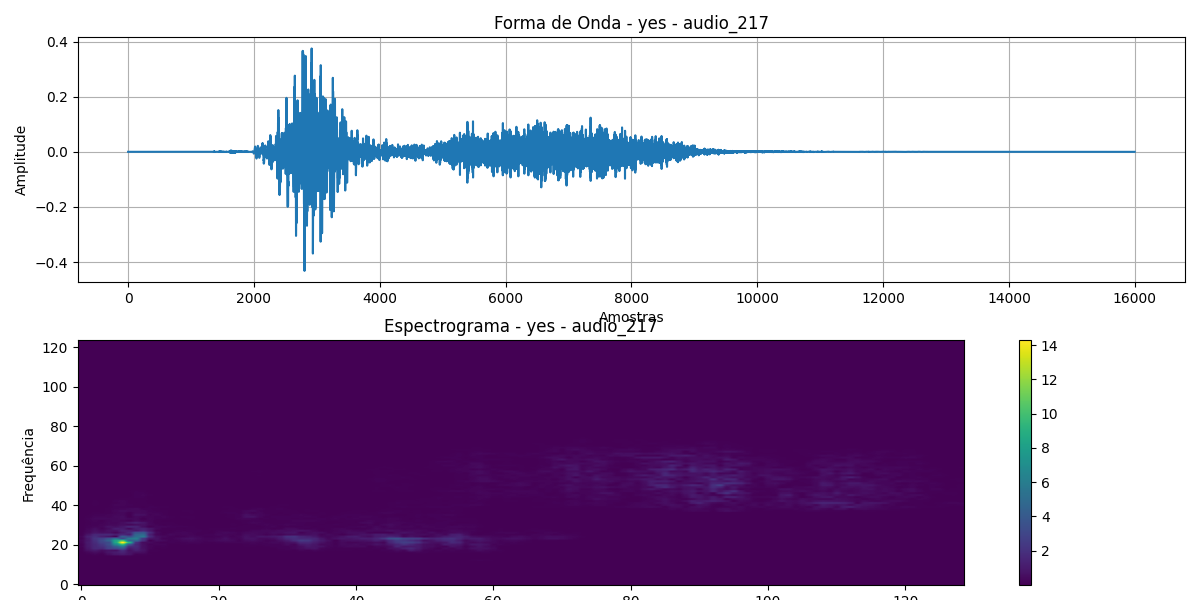 Forma de Onda - yes - audio_217
0.4
0.2
0.0
−0.2
−0.4
Amplitude
0 2000 4000 6000 8000 10000 12000 14000 16000
Amostras
Espectrograma - yes - audio_217
120
100
80
60
40
20
0
Frequência
0 20 40 60 80 100 120
14
12
10
8
6
4
2